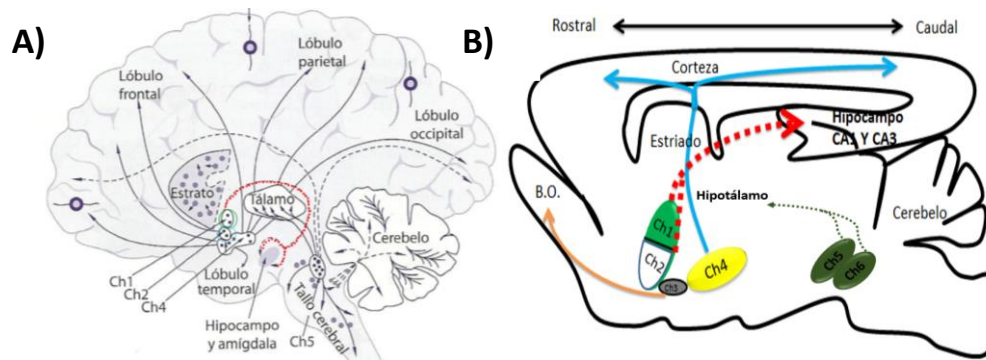 A)
Lóbulo
frontal
Lóbulo
parietal
Lóbulo
occipital
Estrato
Tálamo
Cerebelo
Ch1
Ch2
Ch4
Lóbulo
temporal
Hipocampo
y amígdala
Ch5
Tallo cerebral
B)
Rostral
Caudal
Corteza
Estriado
Hipocampo
CA1 Y CA3
B.O.
Hipotálamo
Cerebelo
Ch1
Ch2
Ch3
Ch4
Ch5
Ch6